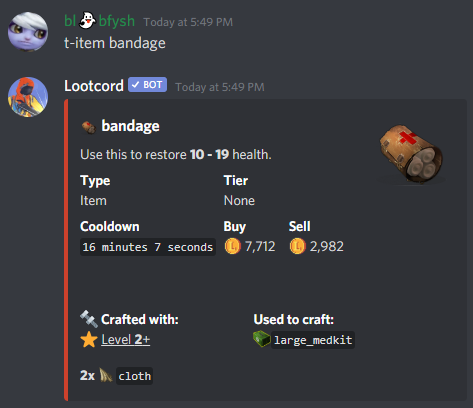 bl👻bfysh Today at 5:49 PM
t-item bandage
Lootcord ✓ BOT Today at 5:49 PM
bandage
Use this to restore 10 - 19 health.
Type Tier
Item None
Cooldown Buy Sell
16 minutes 7 seconds 7,712 2,982
Crafted with: Used to craft:
Level 2+ large_medkit
2x cloth